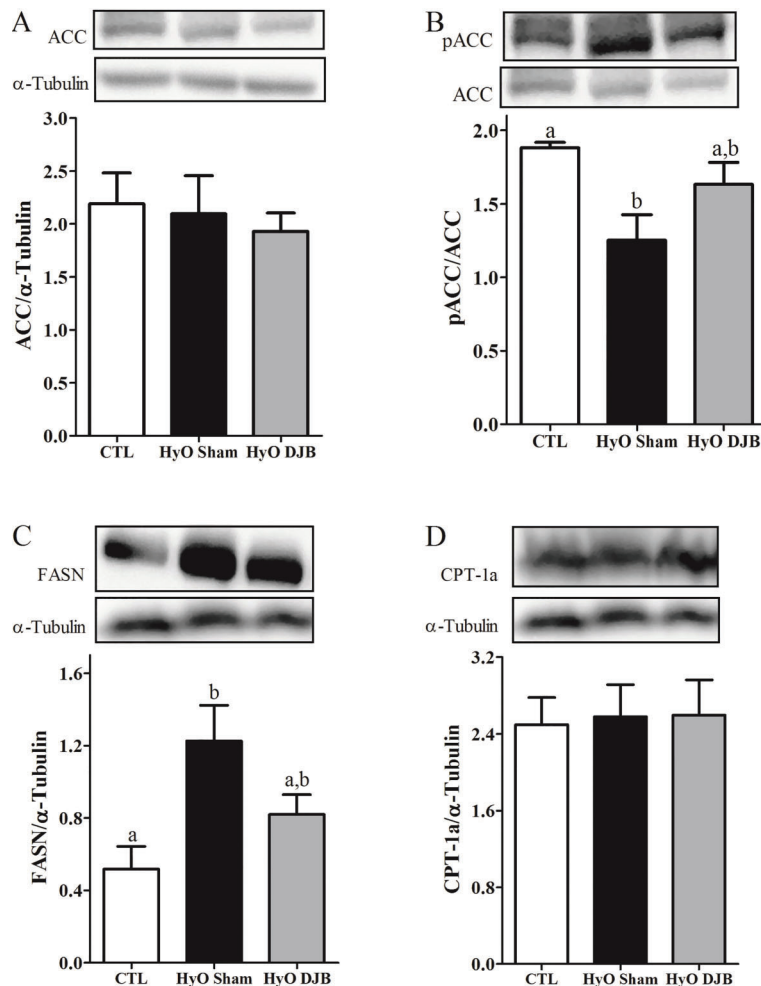 A
ACC
α-Tubulin
ACC/α-Tubulin
2.5
3.0
2.0
1.5
1.0
0.5
0.0
CTL HyO Sham HyO DJB
B
pACC
ACC
pACC/ACC
2.0
1.5
1.0
0.5
0.0
a
b
a,b
CTL HyO Sham HyO DJB
C
FASN
α-Tubulin
FASN/α-Tubulin
1.6
1.2
0.8
0.4
0.0
a
b
a,b
CTL HyO Sham HyO DJB
D
CPT-1a
α-Tubulin
CPT-1a/α-Tubulin
3.2
2.4
1.6
0.8
0.0
CTL HyO Sham HyO DJB